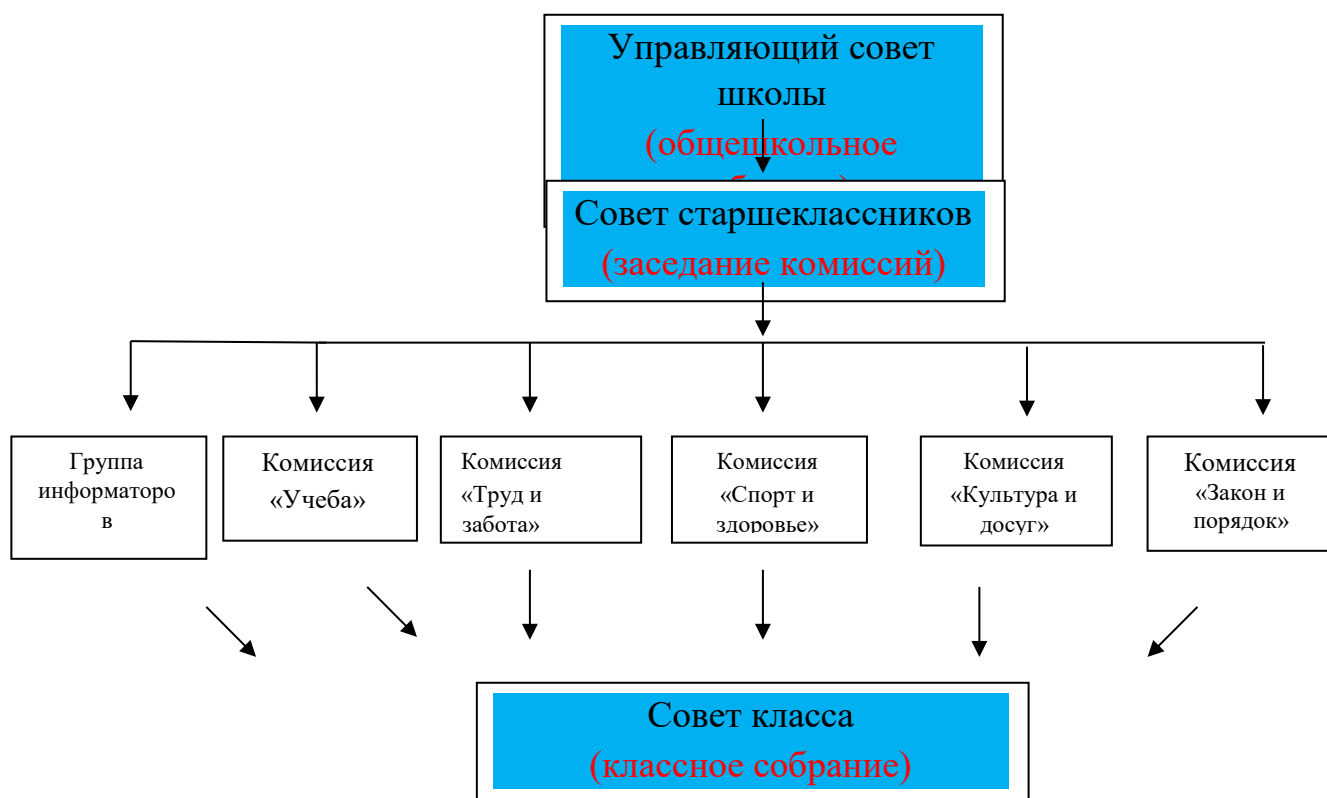 Управляющий совет
школы
(общешкольное
Совет старшеклассников
(заседание комиссий)
Группа
информаторо
в
Комиссия
«Учеба»
Комиссия
«Труд и
забота»
Комиссия
«Спорт и
здоровье»
Комиссия
«Культура и
досуг»
Комиссия
«Закон и
порядок»
Совет класса
(классное собрание)